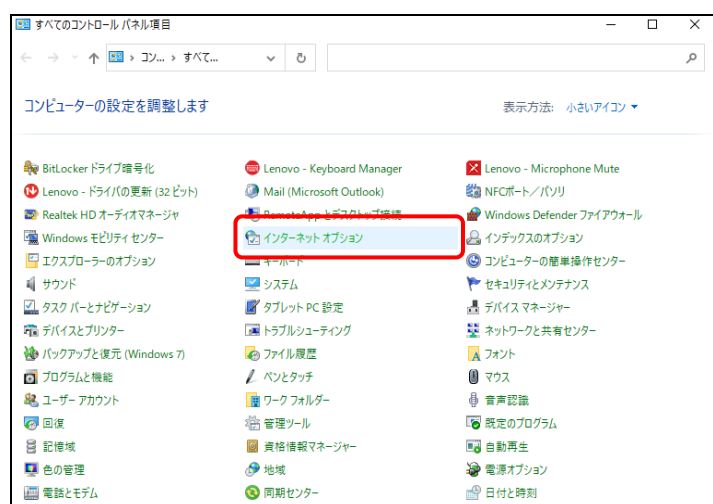 すべてのコントロール パネル項目
コン... › すべて...
コンピューターの設定を調整します
表示方法: 小さいアイコン
BitLocker ドライブ暗号化
Lenovo - Keyboard Manager
Lenovo - Microphone Mute
Lenovo - ドライバの更新 (32 ビット)
Mail (Microsoft Outlook)
NFCポート／パソリ
Realtek HD オーディオマネージャ
RemoteApp とデスクトップ接続
Windows Defender ファイアウォール
Windows モビリティ センター
インターネット オプション
インデックスのオプション
エクスプローラーのオプション
キーボード
コンピューターの簡単操作センター
サウンド
システム
セキュリティとメンテナンス
タスク バーとナビゲーション
タブレット PC 設定
デバイス マネージャー
デバイスとプリンター
トラブルシューティング
ネットワークと共有センター
バックアップと復元 (Windows 7)
ファイル履歴
フォント
プログラムと機能
ペンとタッチ
マウス
ユーザー アカウント
ワーク フォルダー
音声認識
回復
管理ツール
既定のプログラム
記憶域
資格情報マネージャー
自動再生
色の管理
地域
電源オプション
電話とモデム
同期センター
日付と時刻